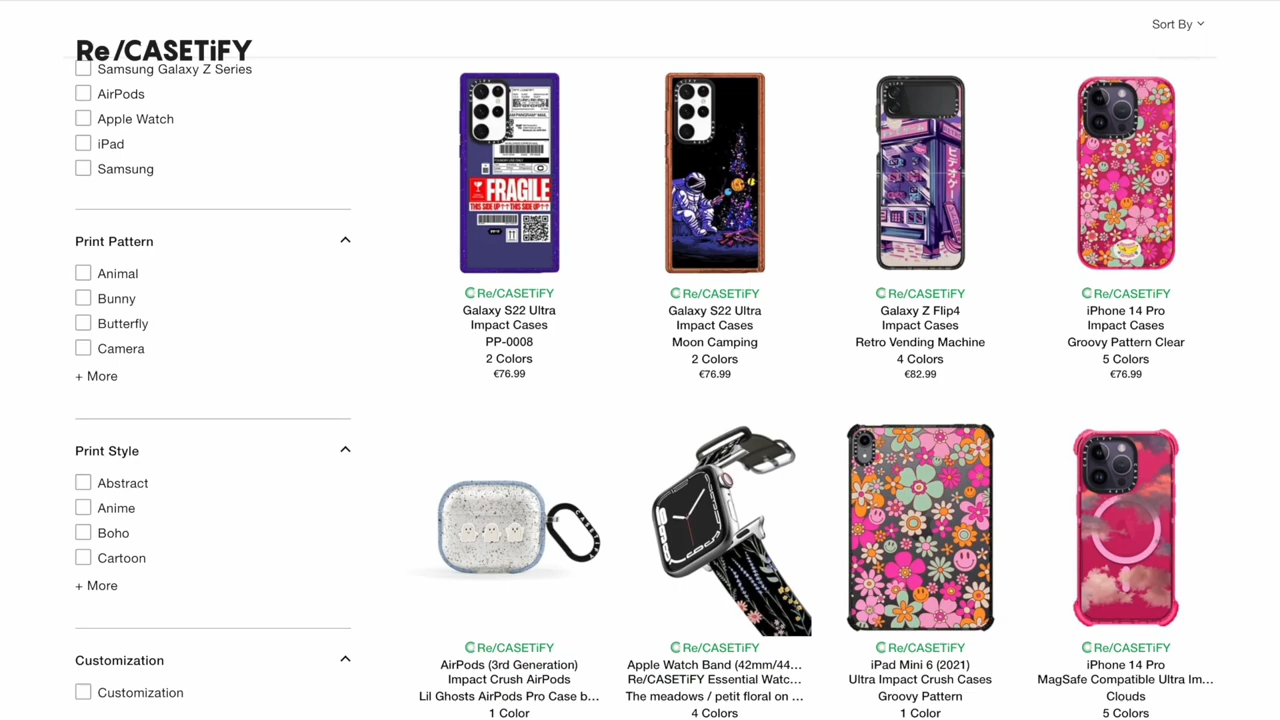 Sort By
Re/CASETiFY
Samsung Galaxy Z Series
AirPods
Apple Watch
iPad
Samsung
Print Pattern
Animal
Bunny
Butterfly
Camera
+ More
Print Style
Abstract
Anime
Boho
Cartoon
+ More
Customization
Customization
FRAGILE
THIS SIDE UP ↑↑ THIS SIDE UP ↑↑
Re/CASETiFY
Galaxy S22 Ultra
Impact Cases
PP-0008
2 Colors
€76.99
Re/CASETiFY
Galaxy S22 Ultra
Impact Cases
Moon Camping
2 Colors
€76.99
Re/CASETiFY
Galaxy Z Flip4
Impact Cases
Retro Vending Machine
4 Colors
€82.99
Re/CASETiFY
iPhone 14 Pro
Impact Cases
Groovy Pattern Clear
5 Colors
€76.99
CASETiFY
Re/CASETiFY
AirPods (3rd Generation)
Impact Crush AirPods
Lil Ghosts AirPods Pro Case b...
1 Color
Re/CASETiFY
Apple Watch Band (42mm/44...
Re/CASETiFY Essential Watc...
The meadows / petit floral on ...
4 Colors
Re/CASETiFY
iPad Mini 6 (2021)
Ultra Impact Crush Cases
Groovy Pattern
1 Color
Re/CASETiFY
iPhone 14 Pro
MagSafe Compatible Ultra Im...
Clouds
5 Colors